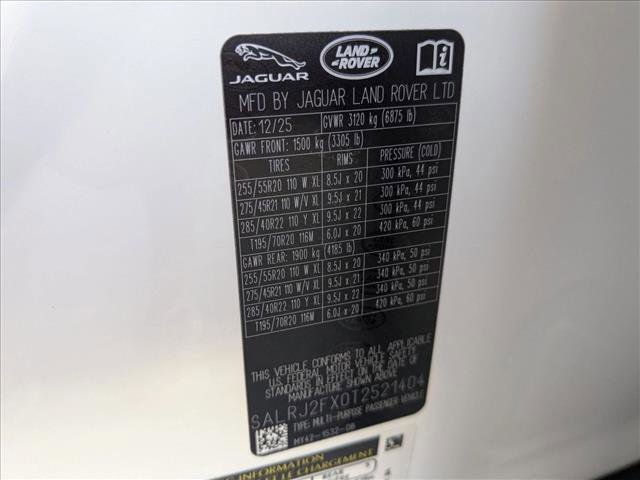 JAGUAR
LAND ROVER
MFD BY JAGUAR LAND ROVER LTD
DATE: 12/25 GVWR 3120 kg (6875 lb)
GAWR FRONT: 1500 kg (3305 lb)
TIRES RIMS PRESSURE (COLD)
255/55R20 110 W XL 8.5J x 20 300 kPa, 44 psi
275/45R21 110 W/V XL 9.5J x 21 300 kPa, 44 psi
285/40R22 110 Y XL 9.5J x 22 300 kPa, 44 psi
T195/70R20 116M 6.0J x 20 420 kPa, 60 psi
GAWR REAR: 1900 kg (4185 lb)
255/55R20 110 W XL 8.5J x 20 340 kPa, 50 psi
275/45R21 110 W/V XL 9.5J x 21 340 kPa, 50 psi
285/40R22 110 Y XL 9.5J x 22 340 kPa, 50 psi
T195/70R20 116M 6.0J x 20 420 kPa, 60 psi
THIS VEHICLE CONFORMS TO ALL APPLICABLE
U.S. FEDERAL MOTOR VEHICLE SAFETY
STANDARDS IN EFFECT ON THE DATE OF
MANUFACTURE SHOWN ABOVE.
SALRJ2FX0T2521404
TYPE: MULTI-PURPOSE PASSENGER VEHICLE
MY42-1532-DB
INFORMATION
CHARGEMENT
REAR